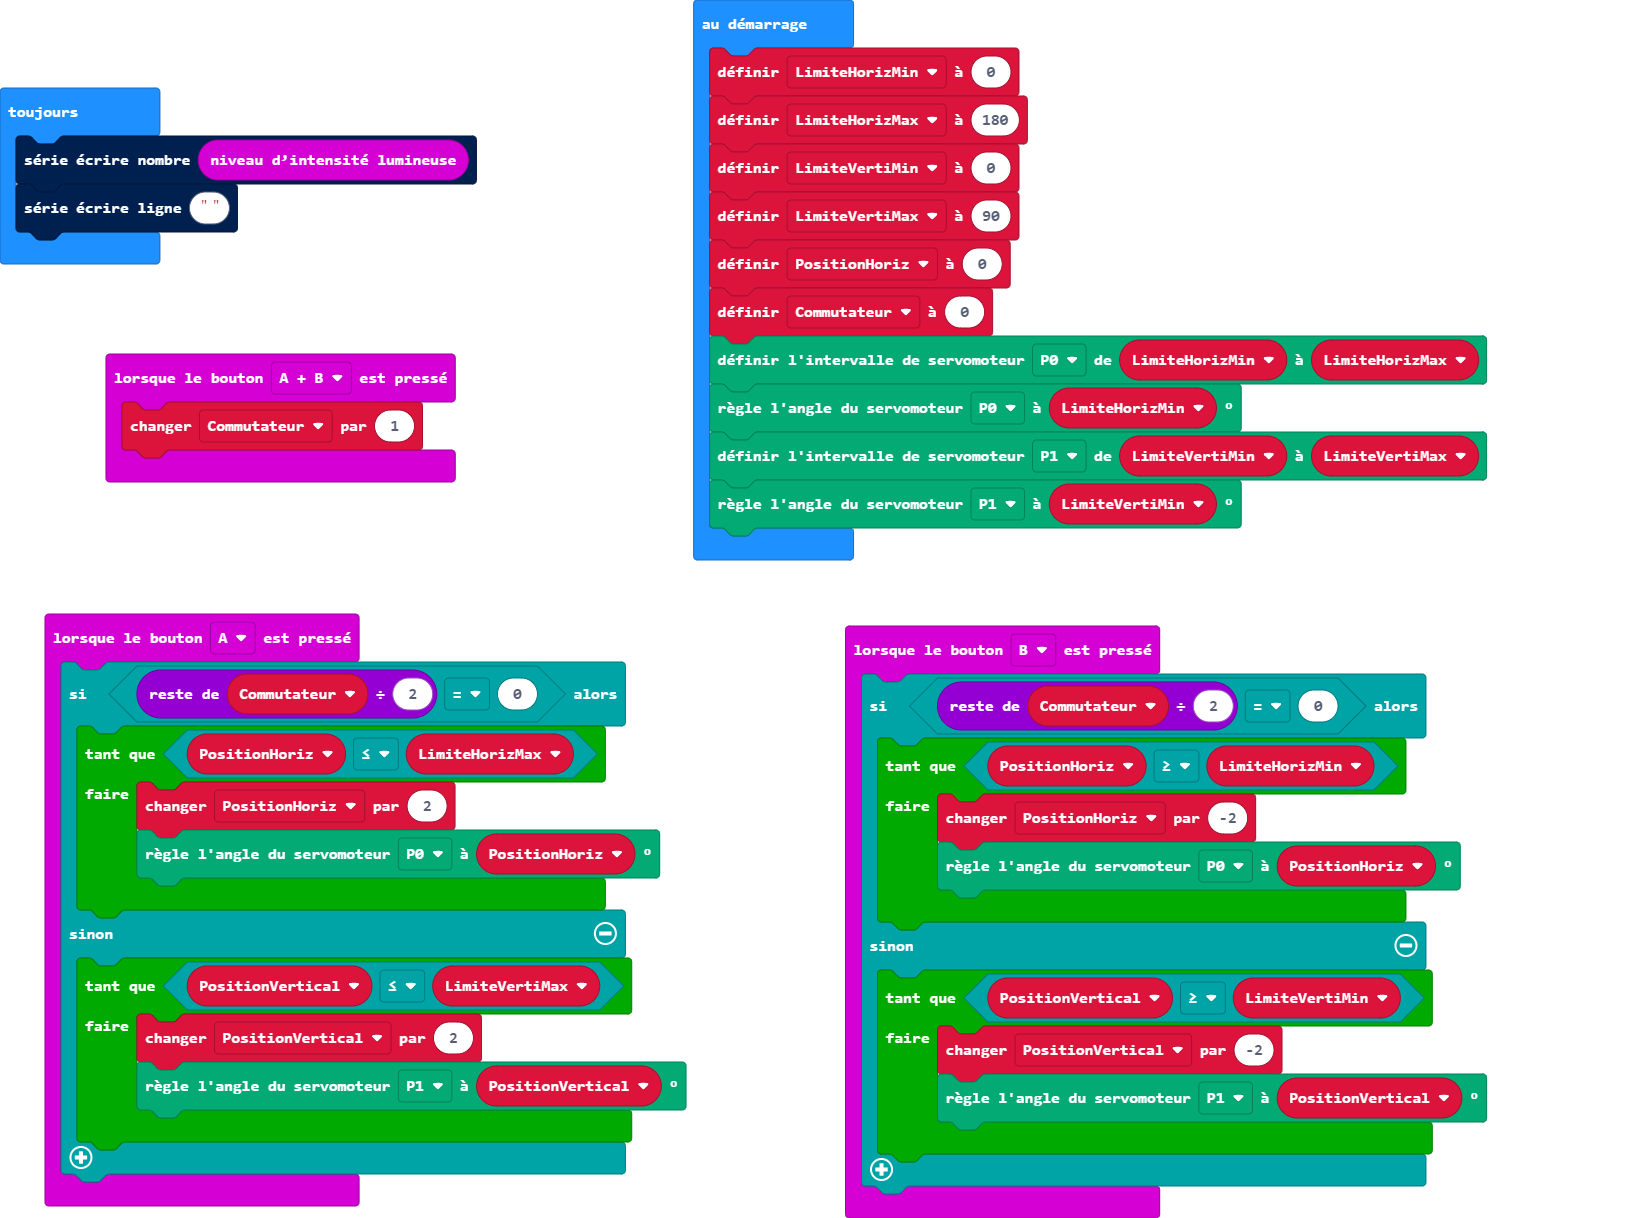 toujours
série écrire nombre niveau d'intensité lumineuse
série écrire ligne " "
lorsque le bouton A + B est pressé
changer Commutateur par 1
au démarrage
définir LimiteHorizMin à 0
définir LimiteHorizMax à 180
définir LimiteVertiMin à 0
définir LimiteVertiMax à 90
définir PositionHoriz à 0
définir Commutateur à 0
définir l'intervalle de servomoteur P0 de LimiteHorizMin à LimiteHorizMax
règle l'angle du servomoteur P0 à LimiteHorizMin °
définir l'intervalle de servomoteur P1 de LimiteVertiMin à LimiteVertiMax
règle l'angle du servomoteur P1 à LimiteVertiMin °
lorsque le bouton A est pressé
si reste de Commutateur ÷ 2 = 0 alors
tant que PositionHoriz ≤ LimiteHorizMax
faire
changer PositionHoriz par 2
règle l'angle du servomoteur P0 à PositionHoriz °
sinon
tant que PositionVertical ≤ LimiteVertiMax
faire
changer PositionVertical par 2
règle l'angle du servomoteur P1 à PositionVertical °
lorsque le bouton B est pressé
si reste de Commutateur ÷ 2 = 0 alors
tant que PositionHoriz ≥ LimiteHorizMin
faire
changer PositionHoriz par -2
règle l'angle du servomoteur P0 à PositionHoriz °
sinon
tant que PositionVertical ≥ LimiteVertiMin
faire
changer PositionVertical par -2
règle l'angle du servomoteur P1 à PositionVertical °